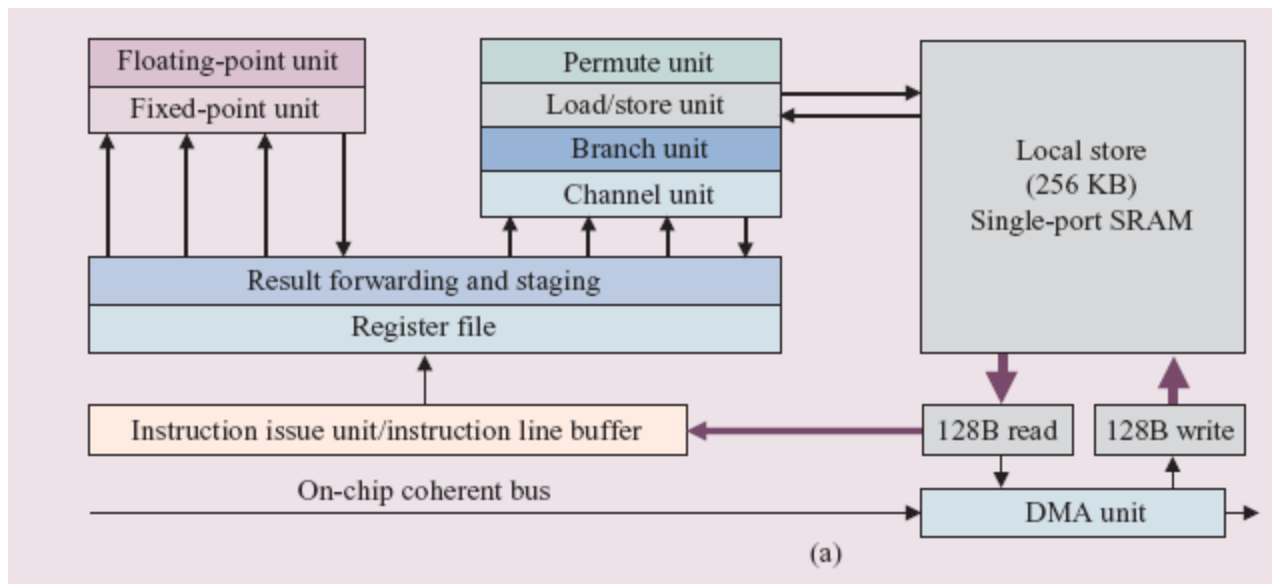 Floating-point unit
Fixed-point unit
Permute unit
Load/store unit
Branch unit
Channel unit
Local store
(256 KB)
Single-port SRAM
Result forwarding and staging
Register file
Instruction issue unit/instruction line buffer
128B read
128B write
On-chip coherent bus
DMA unit
(a)